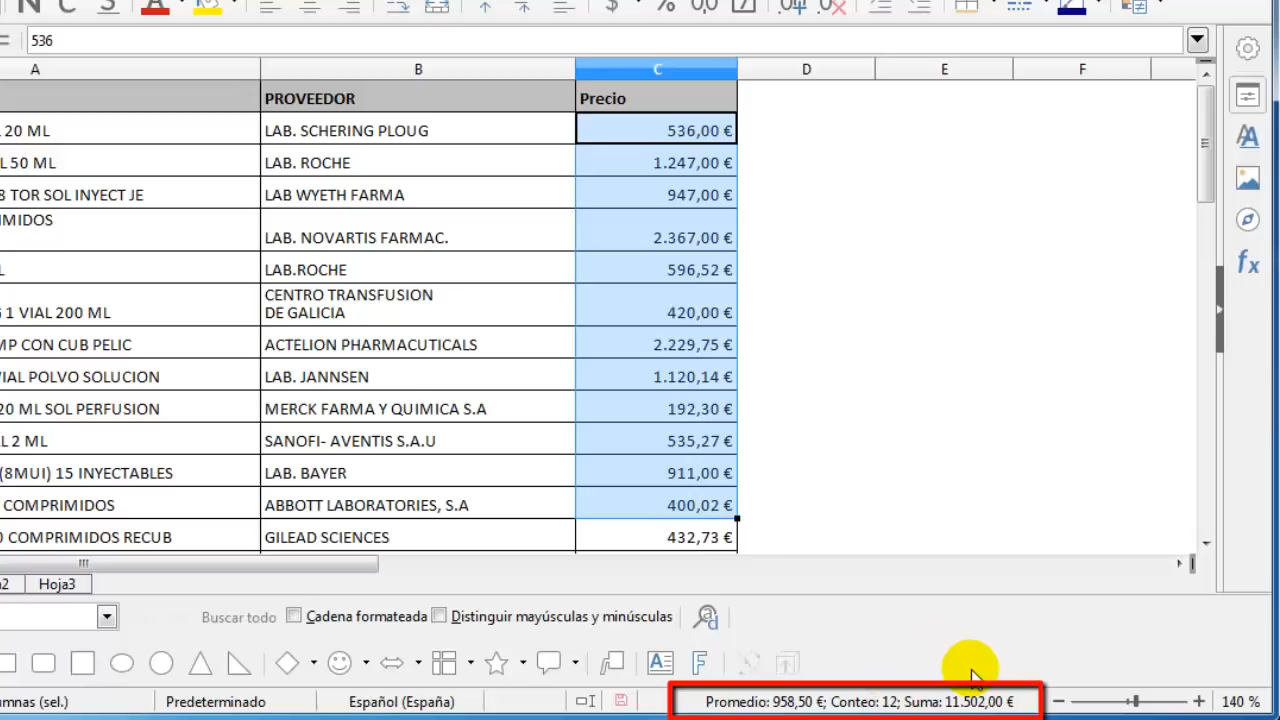 536
A B C D E F
PROVEEDOR Precio
20 ML LAB. SCHERING PLOUG 536,00 €
L 50 ML LAB. ROCHE 1.247,00 €
8 TOR SOL INYECT JE LAB WYETH FARMA 947,00 €
IMIDOS
LAB. NOVARTIS FARMAC. 2.367,00 €
L LAB.ROCHE 596,52 €
CENTRO TRANSFUSION
G 1 VIAL 200 ML DE GALICIA 420,00 €
MP CON CUB PELIC ACTELION PHARMACUTICALS 2.229,75 €
VIAL POLVO SOLUCION LAB. JANNSEN 1.120,14 €
20 ML SOL PERFUSION MERCK FARMA Y QUIMICA S.A 192,30 €
L 2 ML SANOFI- AVENTIS S.A.U 535,27 €
(8MUI) 15 INYECTABLES LAB. BAYER 911,00 €
COMPRIMIDOS ABBOTT LABORATORIES, S.A 400,02 €
0 COMPRIMIDOS RECUB GILEAD SCIENCES 432,73 €
a2 Hoja3
Buscar todo Cadena formateada Distinguir mayúsculas y minúsculas
umnas (sel.) Predeterminado Español (España) Promedio: 958,50 €; Conteo: 12; Suma: 11.502,00 € 140 %